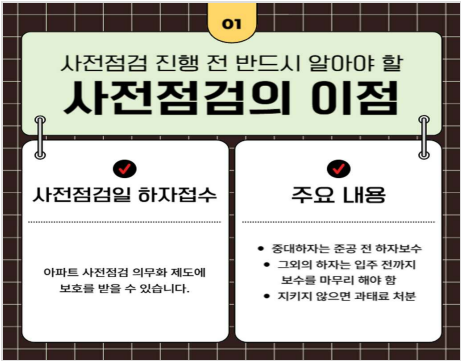 01
사전점검 진행 전 반드시 알아야 할
사전점검의 이점
사전점검일 하자접수
아파트 사전점검 의무화 제도에
보호를 받을 수 있습니다.
주요 내용
• 중대하자는 준공 전 하자보수
• 그외의 하자는 입주 전까지
보수를 마무리 해야 함
• 지키지 않으면 과태료 처분